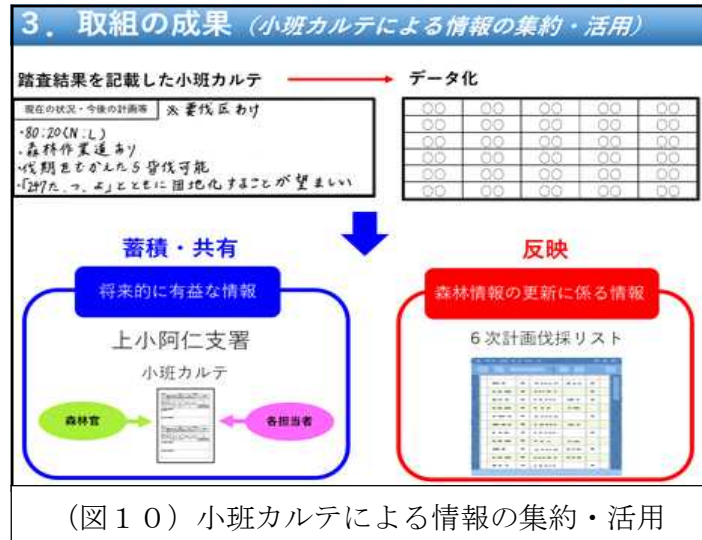 ３．取組の成果（小班カルテによる情報の集約・活用）
踏査結果を記載した小班カルテ
データ化
現在の状況・今後の計画等
※要伐区わけ
・80:20(N:L)
・森林作業道あり
・伐期をむかえたら皆伐可能
・「247た、つ、よ」とともに団地化することが望ましい
○○ ○○ ○○ ○○ ○○
○○ ○○ ○○ ○○ ○○
○○ ○○ ○○ ○○ ○○
○○ ○○ ○○ ○○ ○○
○○ ○○ ○○ ○○ ○○
○○ ○○ ○○ ○○ ○○
蓄積・共有
将来的に有益な情報
上小阿仁支署
小班カルテ
森林官
各担当者
反映
森林情報の更新に係る情報
６次計画伐採リスト
（図１０）小班カルテによる情報の集約・活用